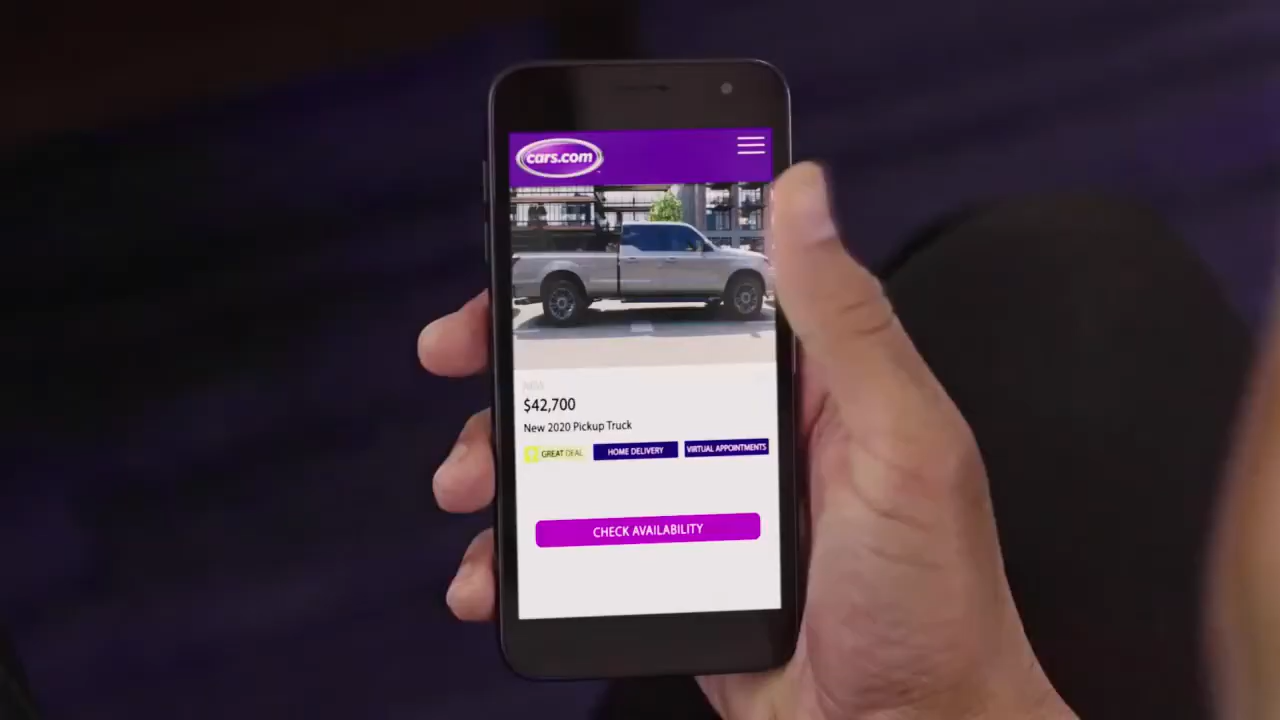 cars.com
$42,700
New 2020 Pickup Truck
GREAT DEAL HOME DELIVERY VIRTUAL APPOINTMENTS
CHECK AVAILABILITY